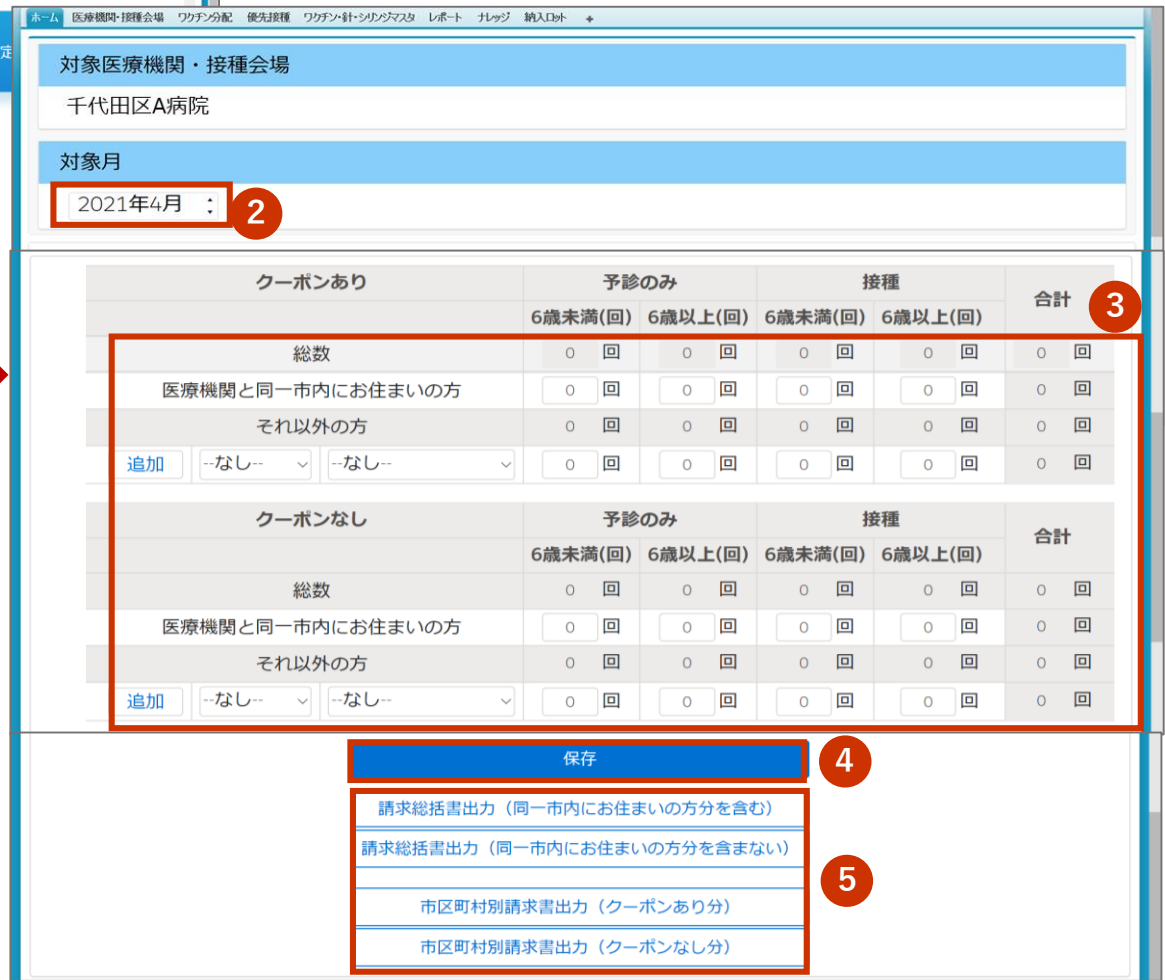 定
ホーム 医療機関・接種会場 ワクチン分配 優先接種 ワクチン・針・シリンジマスタ レポート ナレッジ 納入ロット +
対象医療機関・接種会場
千代田区A病院
対象月
2021年4月
2
クーポンあり 予診のみ 接種 合計
3
6歳未満(回) 6歳以上(回) 6歳未満(回) 6歳以上(回)
総数 0 回 0 回 0 回 0 回 0 回
医療機関と同一市内にお住まいの方 0 回 0 回 0 回 0 回 0 回
それ以外の方 0 回 0 回 0 回 0 回 0 回
追加 --なし-- --なし-- 0 回 0 回 0 回 0 回 0 回
クーポンなし 予診のみ 接種 合計
6歳未満(回) 6歳以上(回) 6歳未満(回) 6歳以上(回)
総数 0 回 0 回 0 回 0 回 0 回
医療機関と同一市内にお住まいの方 0 回 0 回 0 回 0 回 0 回
それ以外の方 0 回 0 回 0 回 0 回 0 回
追加 --なし-- --なし-- 0 回 0 回 0 回 0 回 0 回
保存
4
請求総括書出力（同一市内にお住まいの方分を含む）
請求総括書出力（同一市内にお住まいの方分を含まない）
5
市区町村別請求書出力（クーポンあり分）
市区町村別請求書出力（クーポンなし分）